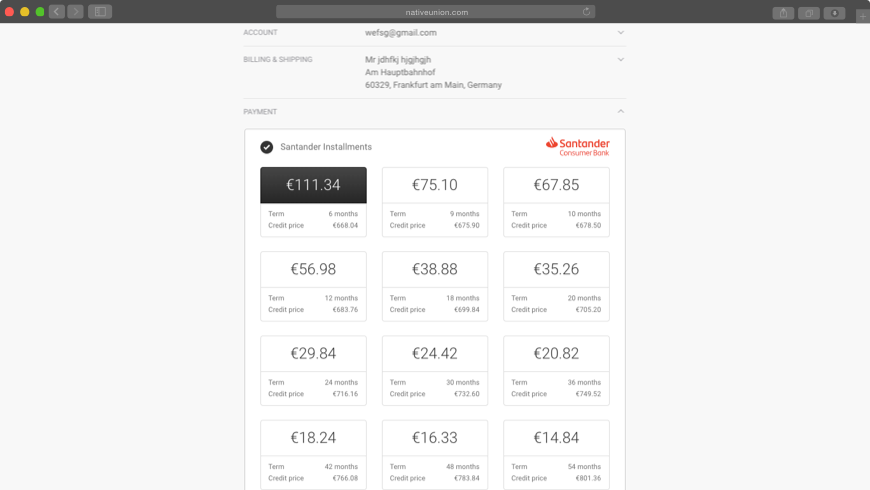 nativeunion.com
ACCOUNT wefsg@gmail.com
BILLING & SHIPPING Mr jdhfkj hjgjhgjh
Am Hauptbahnhof
60329, Frankfurt am Main, Germany
PAYMENT
Santander Installments
Santander
Consumer Bank
€111.34 €75.10 €67.85
Term 6 months Term 9 months Term 10 months
Credit price €668.04 Credit price €675.90 Credit price €678.50
€56.98 €38.88 €35.26
Term 12 months Term 18 months Term 20 months
Credit price €683.76 Credit price €699.84 Credit price €705.20
€29.84 €24.42 €20.82
Term 24 months Term 30 months Term 36 months
Credit price €716.16 Credit price €732.60 Credit price €749.52
€18.24 €16.33 €14.84
Term 42 months Term 48 months Term 54 months
Credit price €766.08 Credit price €783.84 Credit price €801.36